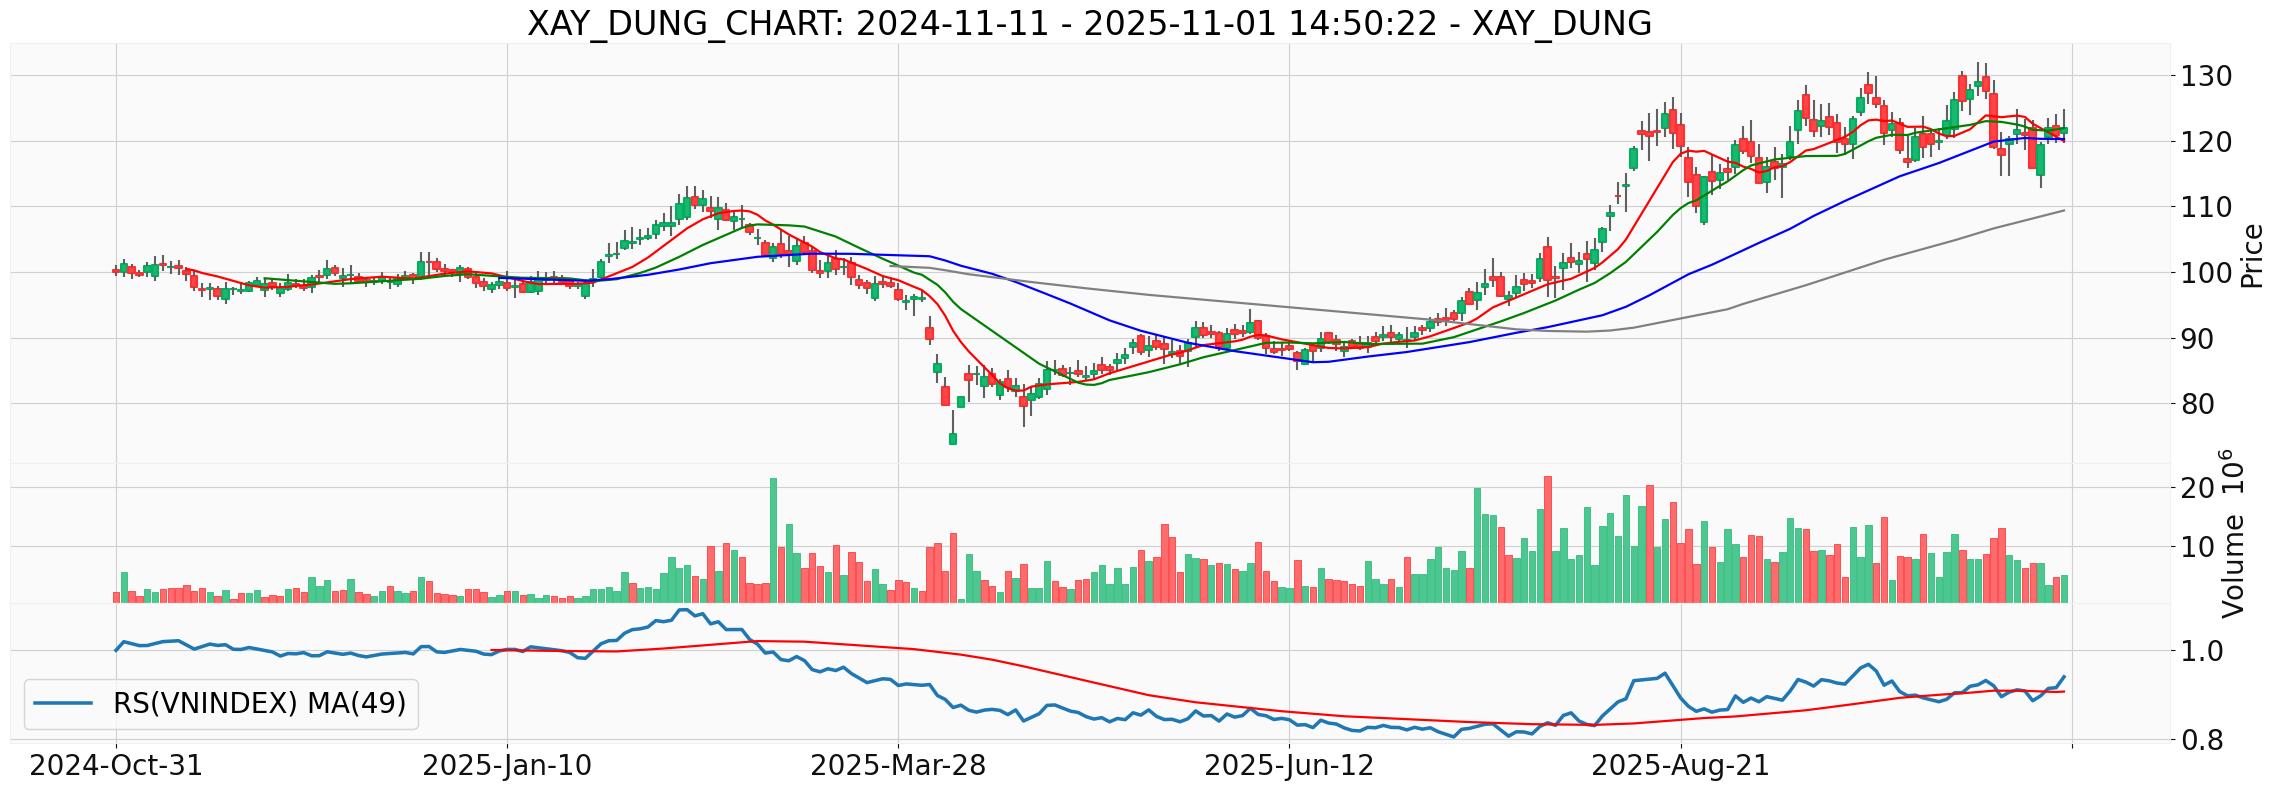 XAY_DUNG_CHART: 2024-11-11 - 2025-11-01 14:50:22 - XAY_DUNG
130
120
110
100
90
80
Price
20
10
Volume 10⁶
1.0
0.8
RS(VNINDEX) MA(49)
2024-Oct-31
2025-Jan-10
2025-Mar-28
2025-Jun-12
2025-Aug-21